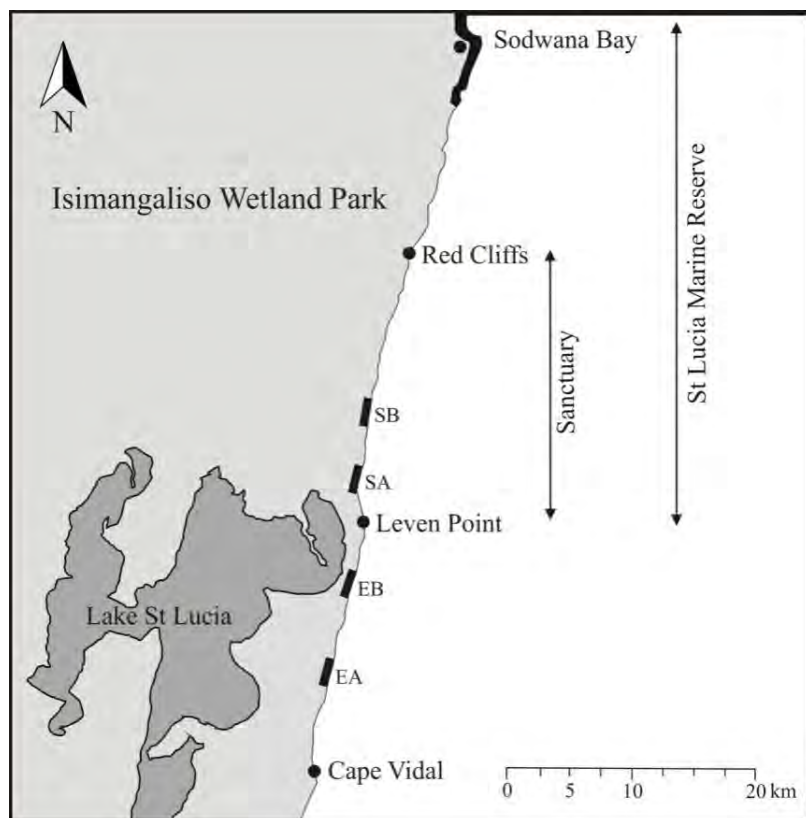 Sodwana Bay
N
Isimangaliso Wetland Park
Red Cliffs
St Lucia Marine Reserve
Sanctuary
SB
SA
Leven Point
EB
Lake St Lucia
EA
Cape Vidal
0 5 10 20 km